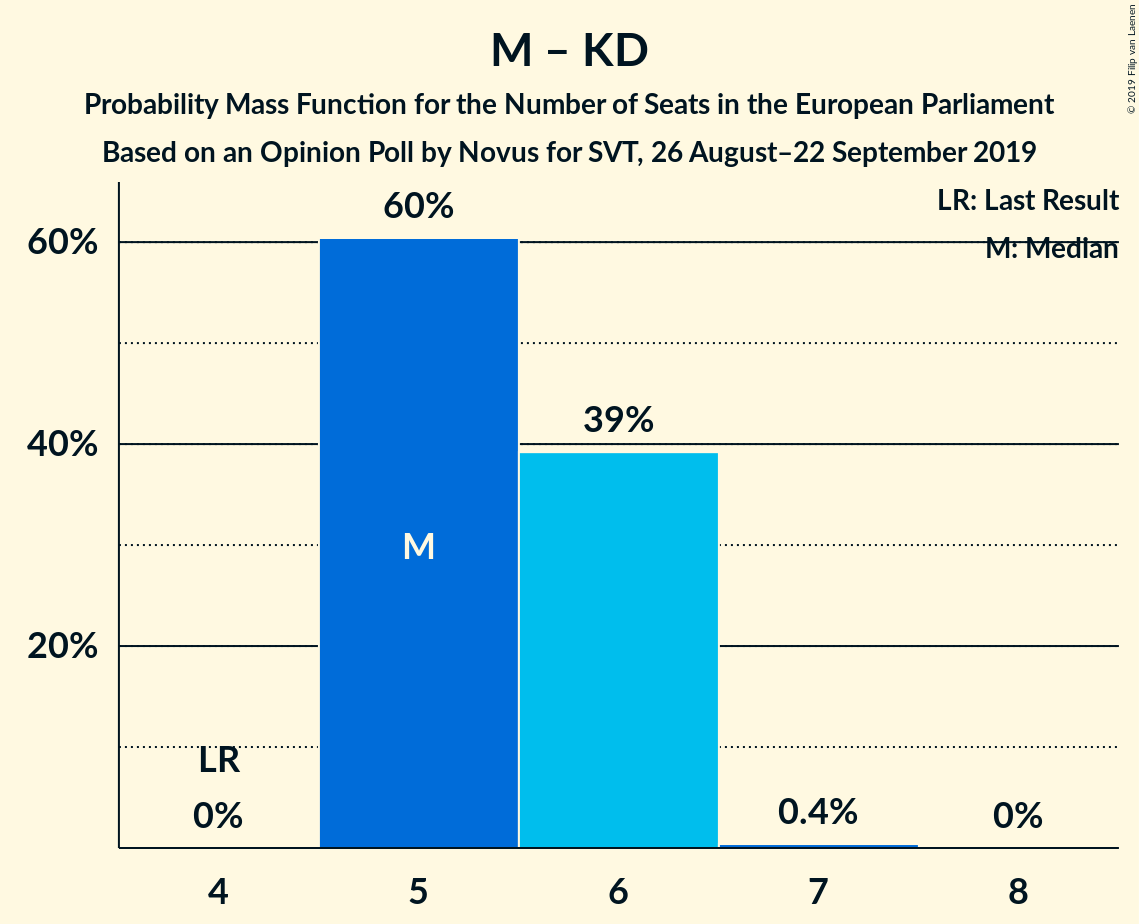 M – KD
Probability Mass Function for the Number of Seats in the European Parliament
Based on an Opinion Poll by Novus for SVT, 26 August–22 September 2019
© 2019 Filip van Laenen
LR: Last Result
M: Median
60%
40%
20%
60%
39%
M
LR
0%
0.4%
0%
4
5
6
7
8